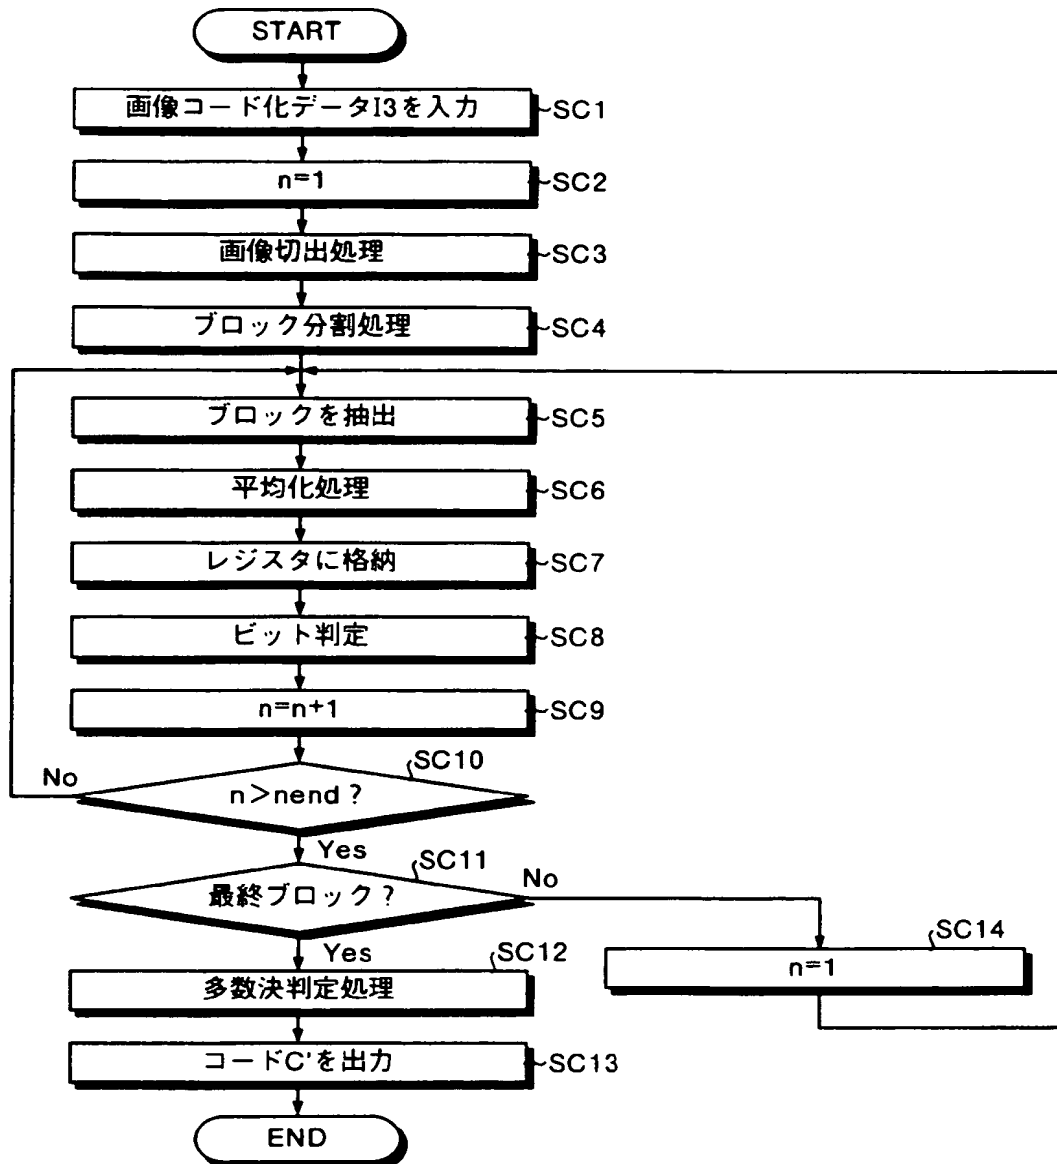 START
画像コード化データI3を入力 SC1
n=1 SC2
画像切出処理 SC3
ブロック分割処理 SC4
ブロックを抽出 SC5
平均化処理 SC6
レジスタに格納 SC7
ビット判定 SC8
n=n+1 SC9
SC10
No
n>nend?
Yes
SC11
最終ブロック?
No
Yes
SC12
多数決判定処理
SC14
n=1
コードC'を出力 SC13
END